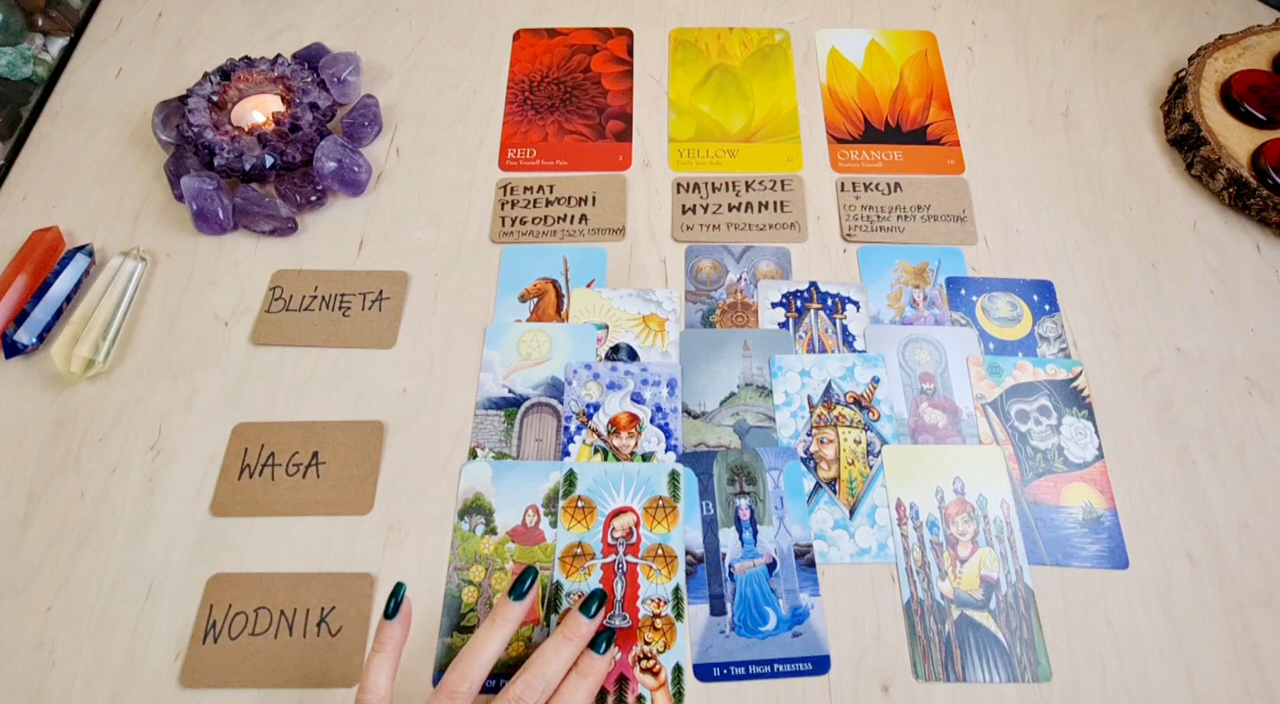 RED
Free Yourself from Pain
2
YELLOW
Purify Your Body
22
ORANGE
Nurture Yourself
16
TEMAT
PRZEWODNI
TYGODNIA
(NAJWAŻNIEJSZY, ISTOTNY)
NAJWIĘKSZE
WYZWANIE
(W TYM PRZESZKODA)
LEKCJA
CO NALEŻAŁOBY
ZGŁĘBIĆ ABY SPROSTAĆ
WYZWANIU
BLIŹNIĘTA
WAGA
WODNIK
B
J
OF
II • THE HIGH PRIESTESS